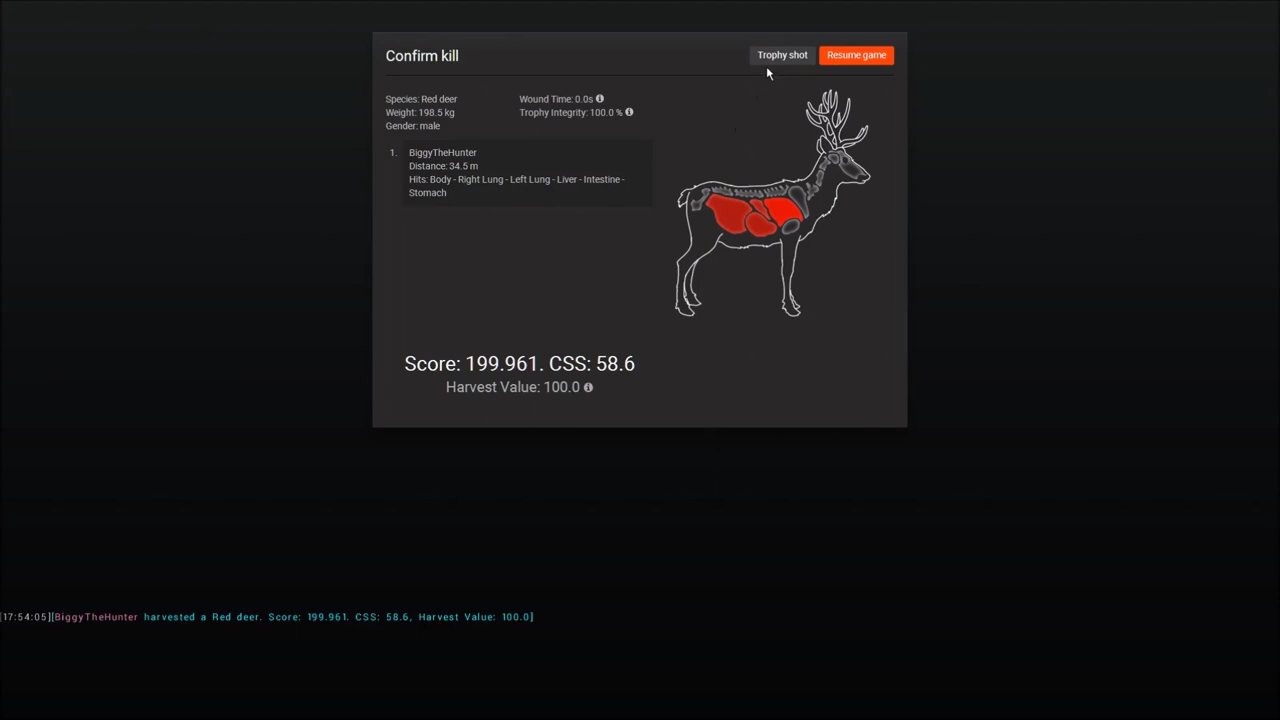 Confirm kill
Trophy shot
Resume game
Species: Red deer
Weight: 198.5 kg
Gender: male
Wound Time: 0.0s
Trophy Integrity: 100.0 %
1.
BiggyTheHunter
Distance: 34.5 m
Hits: Body - Right Lung - Left Lung - Liver - Intestine -
Stomach
Score: 199.961. CSS: 58.6
Harvest Value: 100.0
[17:54:05][BiggyTheHunter harvested a Red deer. Score: 199.961. CSS: 58.6, Harvest Value: 100.0]